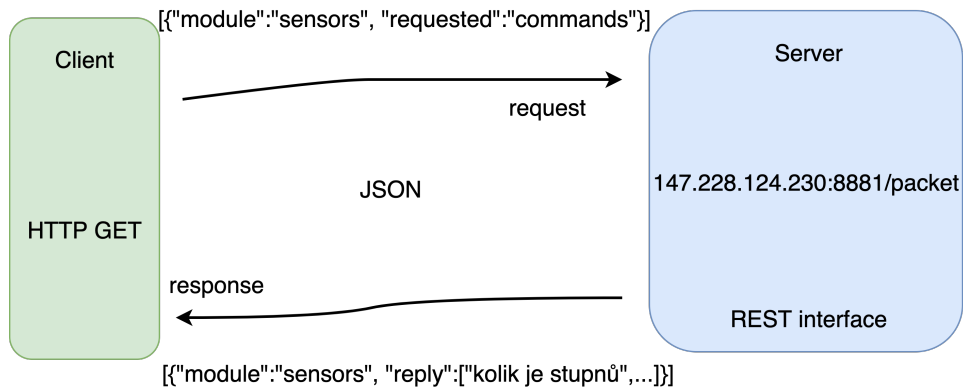 [{"module":"sensors", "requested":"commands"}]
Client
Server
request
147.228.124.230:8881/packet
JSON
HTTP GET
response
REST interface
[{"module":"sensors", "reply":["kolik je stupnů",...]}]